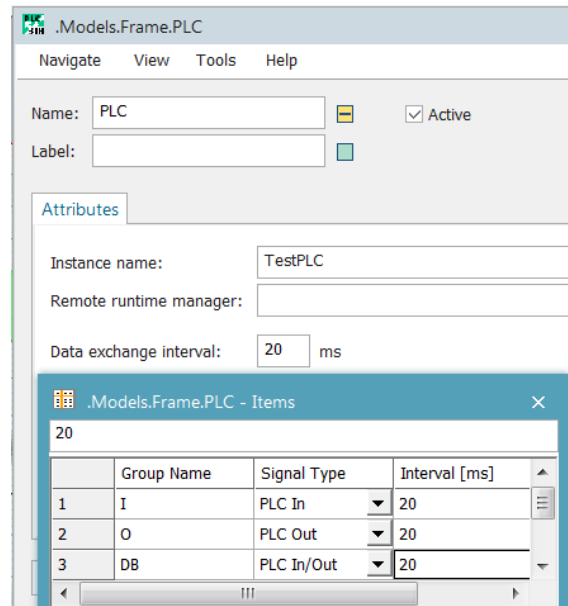 .Models.Frame.PLC
Navigate View Tools Help
Name: PLC Active
Label:
Attributes
Instance name: TestPLC
Remote runtime manager:
Data exchange interval: 20 ms
.Models.Frame.PLC - Items
20
Group Name Signal Type Interval [ms]
1 I PLC In 20
2 O PLC Out 20
3 DB PLC In/Out 20